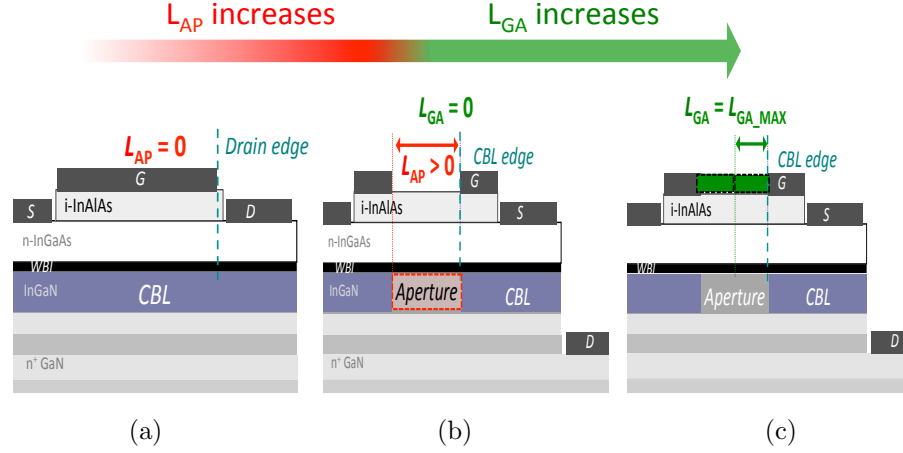 L_AP increases
L_GA increases
L_AP = 0
Drain edge
G
i-InAlAs
S
D
n-InGaAs
WBI
InGaN
CBL
n⁺ GaN
(a)
L_GA = 0
CBL edge
L_AP > 0
G
i-InAlAs
S
n-InGaAs
WBI
InGaN
Aperture
CBL
D
n⁺ GaN
(b)
L_GA = L_GA_MAX
CBL edge
G
i-InAlAs
S
WBI
Aperture
CBL
D
(c)